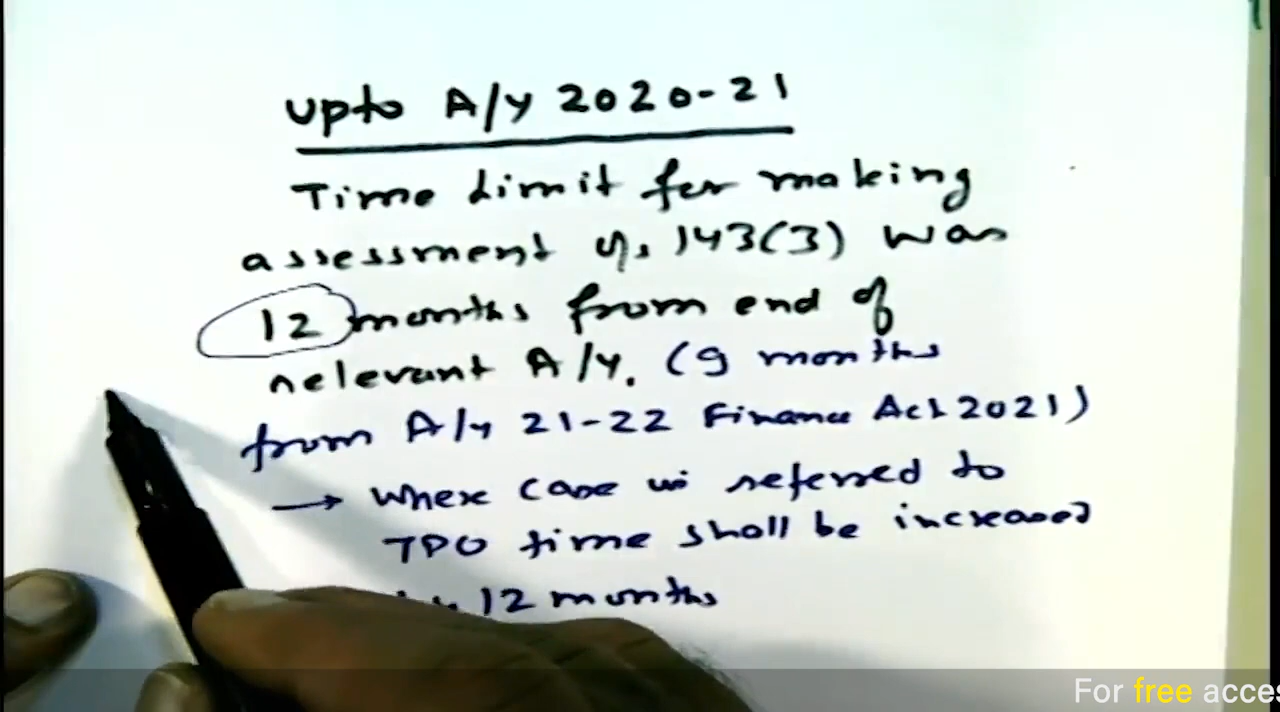 upto A/Y 2020-21
Time Limit for making
assessment u/s 143(3) was
12 months from end of
relevant A/Y. (9 months
from A/Y 21-22 Finance Act 2021)
→ Where case is referred to
TPO time shall be increased
12 months
For free acces